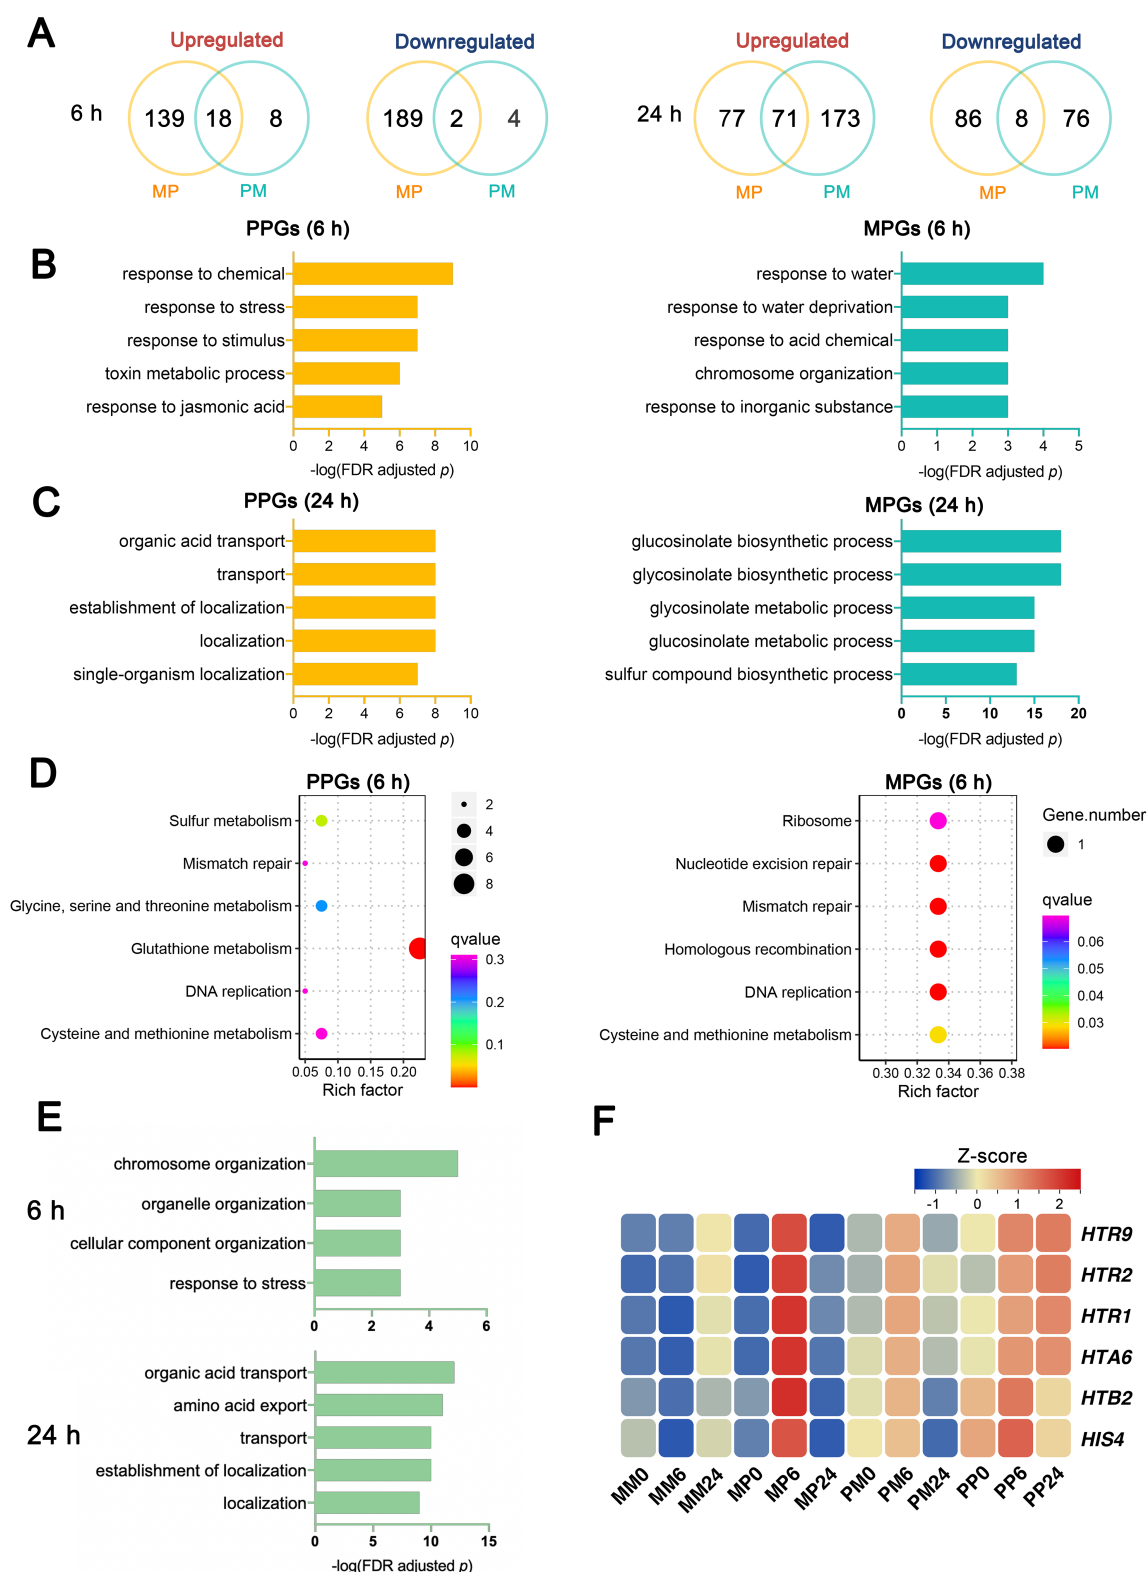 A
Upregulated
Downregulated
Upregulated
Downregulated
6 h
139 18 8
189 2 4
24 h
77 71 173
86 8 76
MP PM
MP PM
MP PM
MP PM
B
PPGs (6 h)
response to chemical
response to stress
response to stimulus
toxin metabolic process
response to jasmonic acid
0 2 4 6 8 10
-log(FDR adjusted p)
MPGs (6 h)
response to water
response to water deprivation
response to acid chemical
chromosome organization
response to inorganic substance
0 1 2 3 4 5
-log(FDR adjusted p)
C
PPGs (24 h)
organic acid transport
transport
establishment of localization
localization
single-organism localization
0 2 4 6 8 10
-log(FDR adjusted p)
MPGs (24 h)
glucosinolate biosynthetic process
glycosinolate biosynthetic process
glycosinolate metabolic process
glucosinolate metabolic process
sulfur compound biosynthetic process
0 5 10 15 20
-log(FDR adjusted p)
D
PPGs (6 h)
Sulfur metabolism
Mismatch repair
Glycine, serine and threonine metabolism
Glutathione metabolism
DNA replication
Cysteine and methionine metabolism
0.05 0.10 0.15 0.20
Rich factor
2
4
6
8
qvalue
0.3
0.2
0.1
MPGs (6 h)
Ribosome
Nucleotide excision repair
Mismatch repair
Homologous recombination
DNA replication
Cysteine and methionine metabolism
0.30 0.32 0.34 0.36 0.38
Rich factor
Gene.number
1
qvalue
0.06
0.05
0.04
0.03
E
6 h
chromosome organization
organelle organization
cellular component organization
response to stress
0 2 4 6
24 h
organic acid transport
amino acid export
transport
establishment of localization
localization
0 5 10 15
-log(FDR adjusted p)
F
Z-score
-1 0 1 2
HTR9
HTR2
HTR1
HTA6
HTB2
HIS4
MM0 MM6 MM24 MP0 MP6 MP24 PM0 PM6 PM24 PP0 PP6 PP24